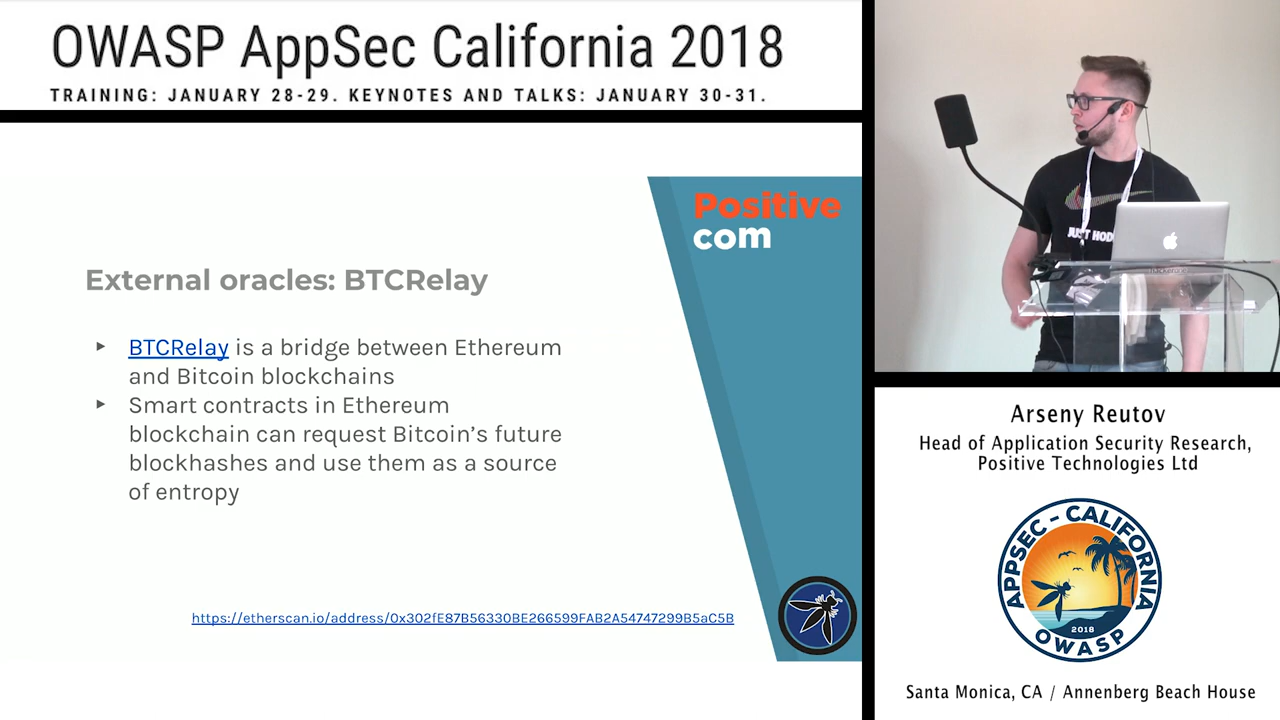 OWASP AppSec California 2018
TRAINING: JANUARY 28-29. KEYNOTES AND TALKS: JANUARY 30-31.
Positive
com
External oracles: BTCRelay
BTCRelay is a bridge between Ethereum
and Bitcoin blockchains
Smart contracts in Ethereum
blockchain can request Bitcoin's future
blockhashes and use them as a source
of entropy
https://etherscan.io/address/0x302fE87B56330BE266599FAB2A54747299B5aC5B
JUST HOD
Arseny Reutov
Head of Application Security Research,
Positive Technologies Ltd
APPSEC - CALIFORNIA
2018
OWASP
Santa Monica, CA / Annenberg Beach House